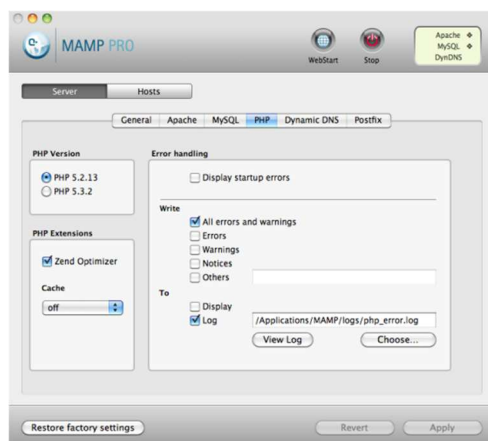 MAMP PRO
WebStart
Stop
Apache
MySQL
DynDNS
Server
Hosts
General
Apache
MySQL
PHP
Dynamic DNS
Postfix
PHP Version
PHP 5.2.13
PHP 5.3.2
PHP Extensions
Zend Optimizer
Cache
off
Error handling
Display startup errors
Write
All errors and warnings
Errors
Warnings
Notices
Others
To
Display
Log
/Applications/MAMP/logs/php_error.log
View Log
Choose...
Restore factory settings
Revert
Apply